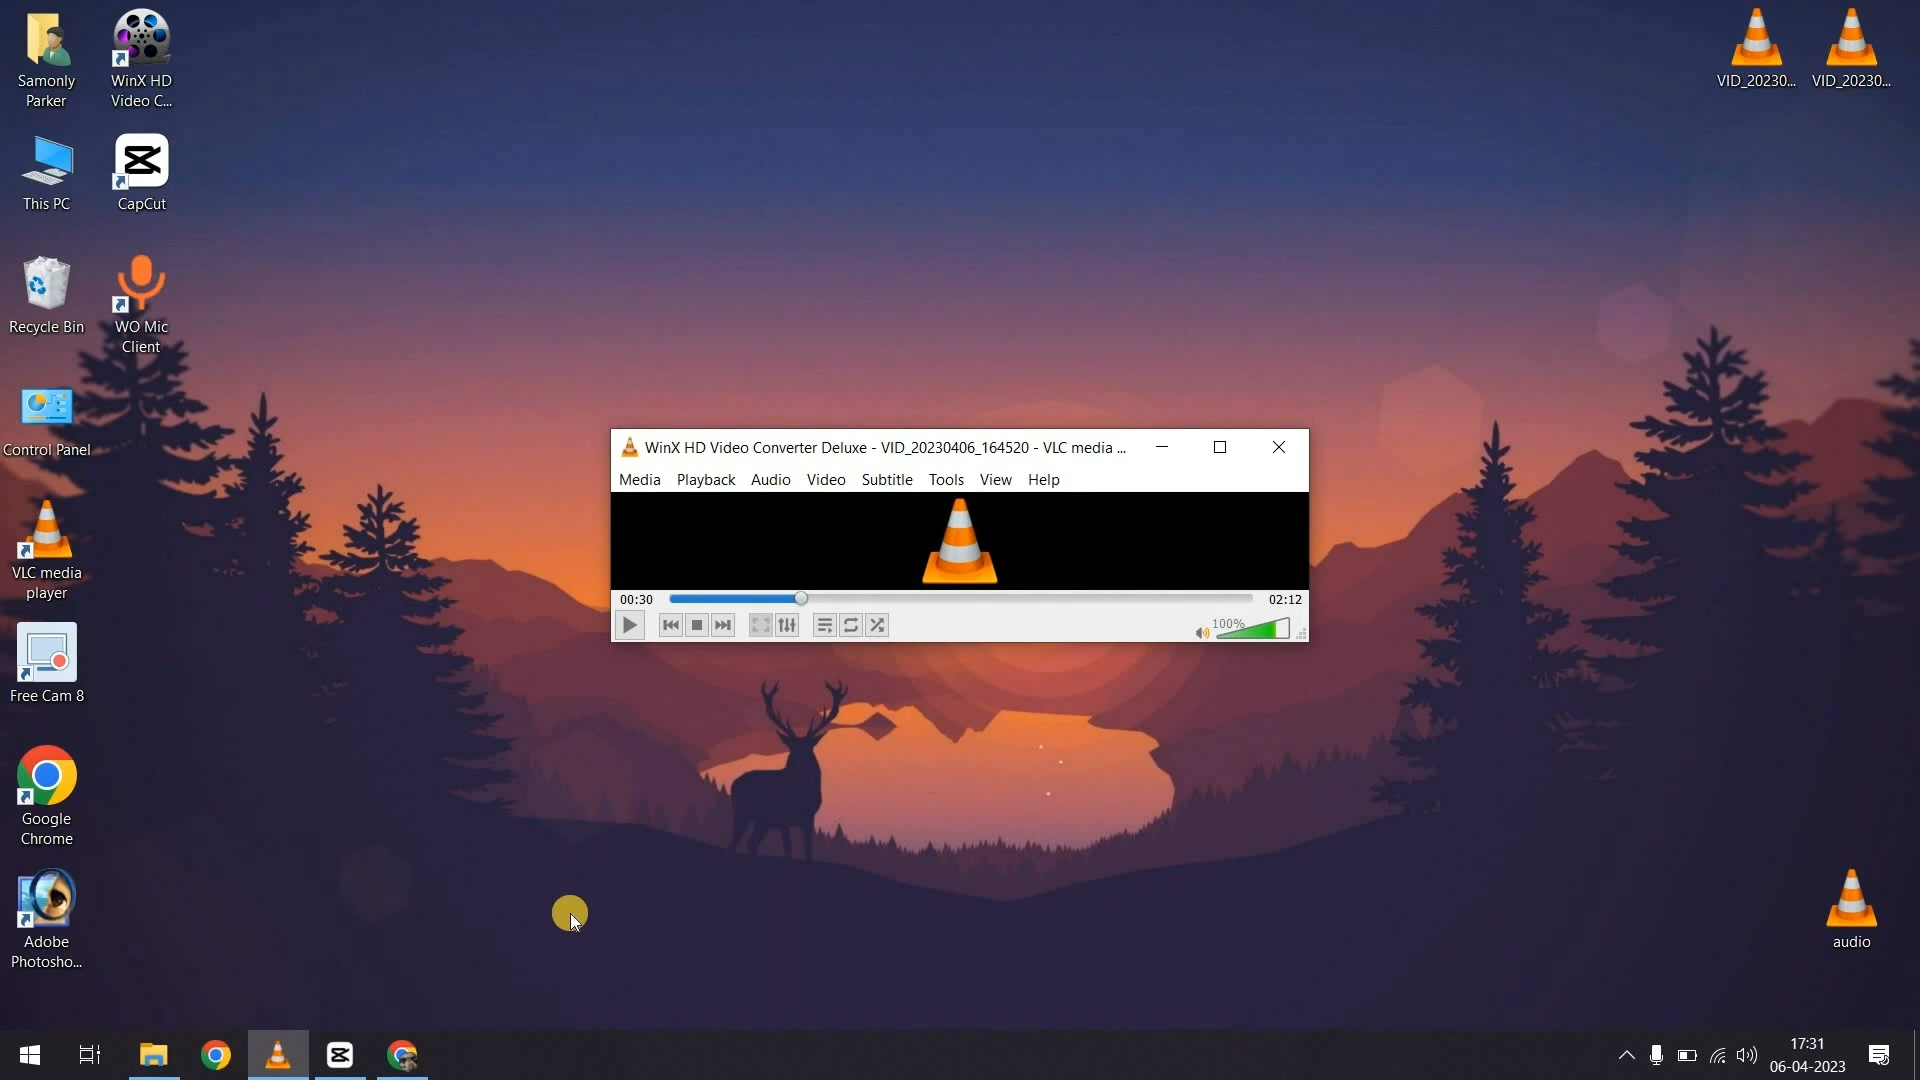 Samonly
Parker
WinX HD
Video C...
VID_20230...
VID_20230...
This PC
CapCut
Recycle Bin
WO Mic
Client
Control Panel
VLC media
player
Free Cam 8
Google
Chrome
Adobe
Photosho...
WinX HD Video Converter Deluxe - VID_20230406_164520 - VLC media ...
Media Playback Audio Video Subtitle Tools View Help
00:30
02:12
100%
audio
17:31
06-04-2023